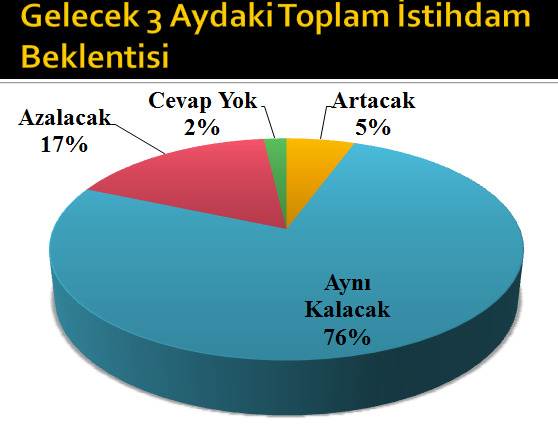 Gelecek 3 Aydaki Toplam İstihdam
Beklentisi
Azalacak
17%
Cevap Yok
2%
Artacak
5%
Aynı
Kalacak
76%